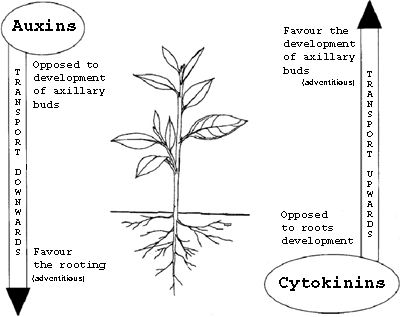 Auxins
Opposed to
development
of axillary
buds
TRANSPORT DOWNWARDS
Favour
the rooting
(adventitious)
Favour the
development
of axillary
buds
(adventitious)
TRANSPORT UPWARDS
Opposed
to roots
development
Cytokinins